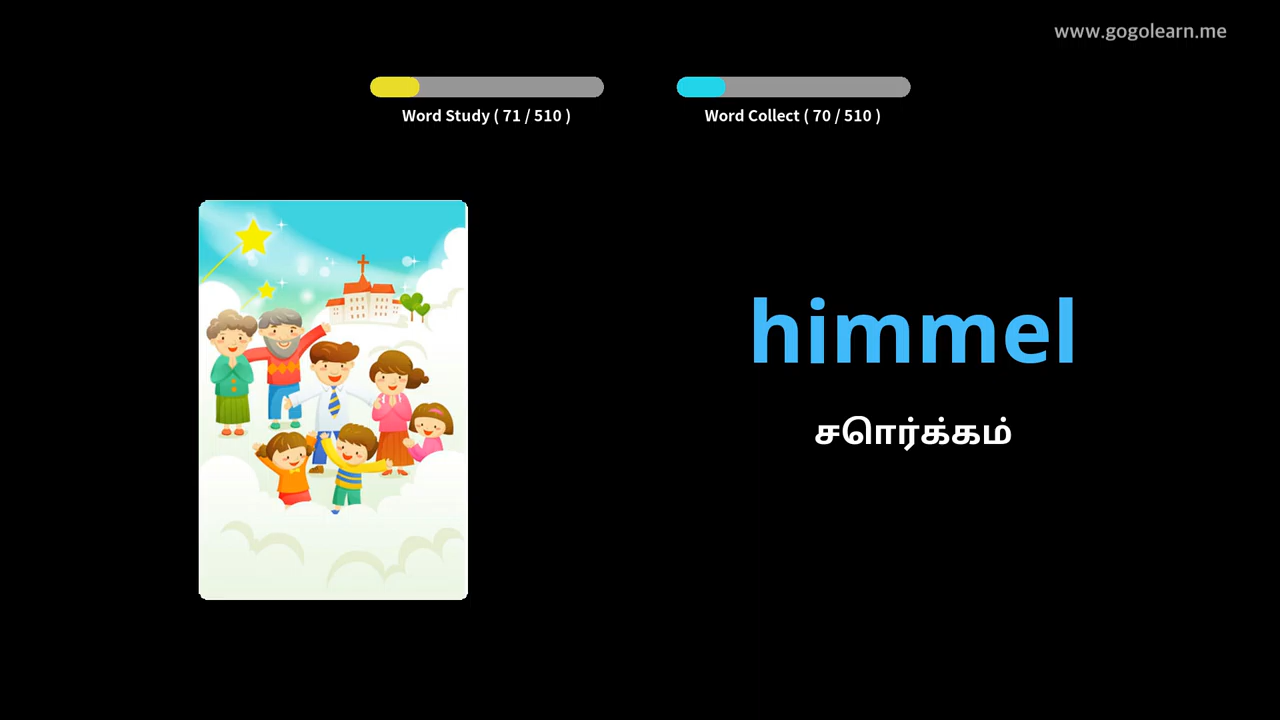 www.gogolearn.me
Word Study ( 71 / 510 )
Word Collect ( 70 / 510 )
himmel
சொர்க்கம்